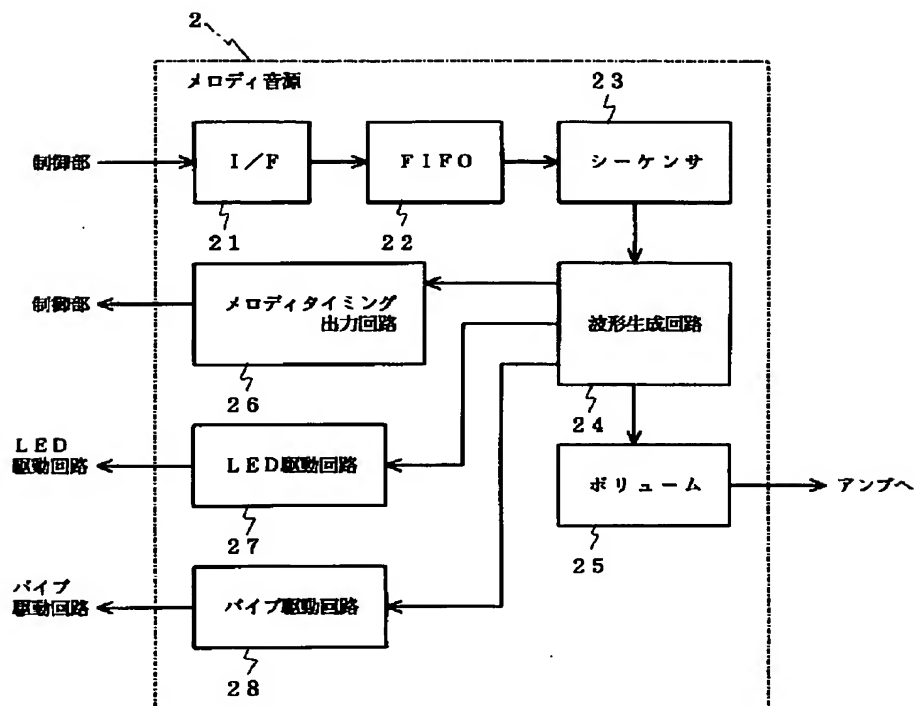 2
メロディ音源
23
制御部
I/F
FIFO
シーケンサ
21
22
制御部
メロディタイミング
出力回路
波形生成回路
26
24
LED
駆動回路
LED駆動回路
ボリューム
アンプへ
27
25
バイブ
駆動回路
バイブ駆動回路
28